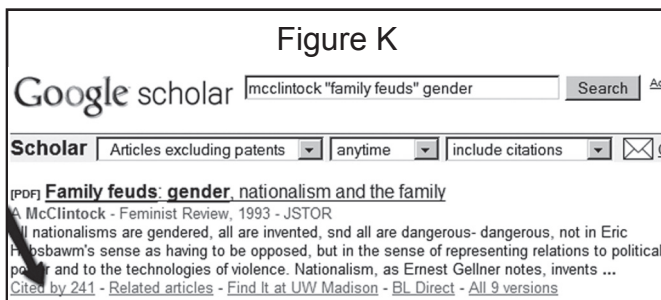 Figure K
Google scholar mcclintock "family feuds" gender Search
Scholar Articles excluding patents anytime include citations
[PDF] Family feuds: gender, nationalism and the family
A McClintock - Feminist Review, 1993 - JSTOR
nationalisms are gendered, all are invented, snd all are dangerous- dangerous, not in Eric
Hobsbawm's sense as having to be opposed, but in the sense of representing relations to political
power and to the technologies of violence. Nationalism, as Ernest Gellner notes, invents ...
Cited by 241 - Related articles - Find It at UW Madison - BL Direct - All 9 versions